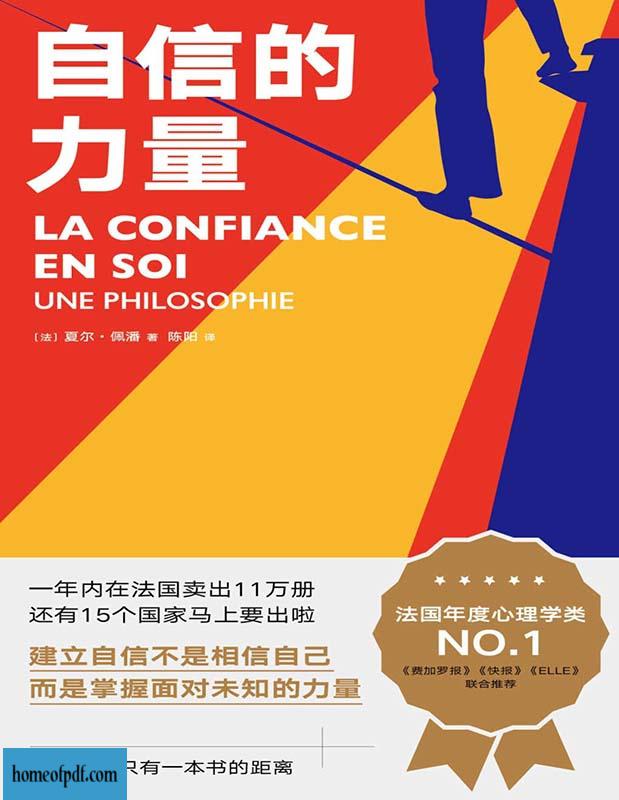 自信的
力量
LA CONFIANCE
EN SOI
UNE PHILOSOPHIE
[法] 夏尔·佩潘 著 陈阳 译
一年内在法国卖出11万册
还有15个国家马上要出啦
建立自信不是相信自己
而是掌握面对未知的力量
法国年度心理学类
NO.1
《费加罗报》《快报》《ELLE》
联合推荐
只有一本书的距离
homeofpdf.com